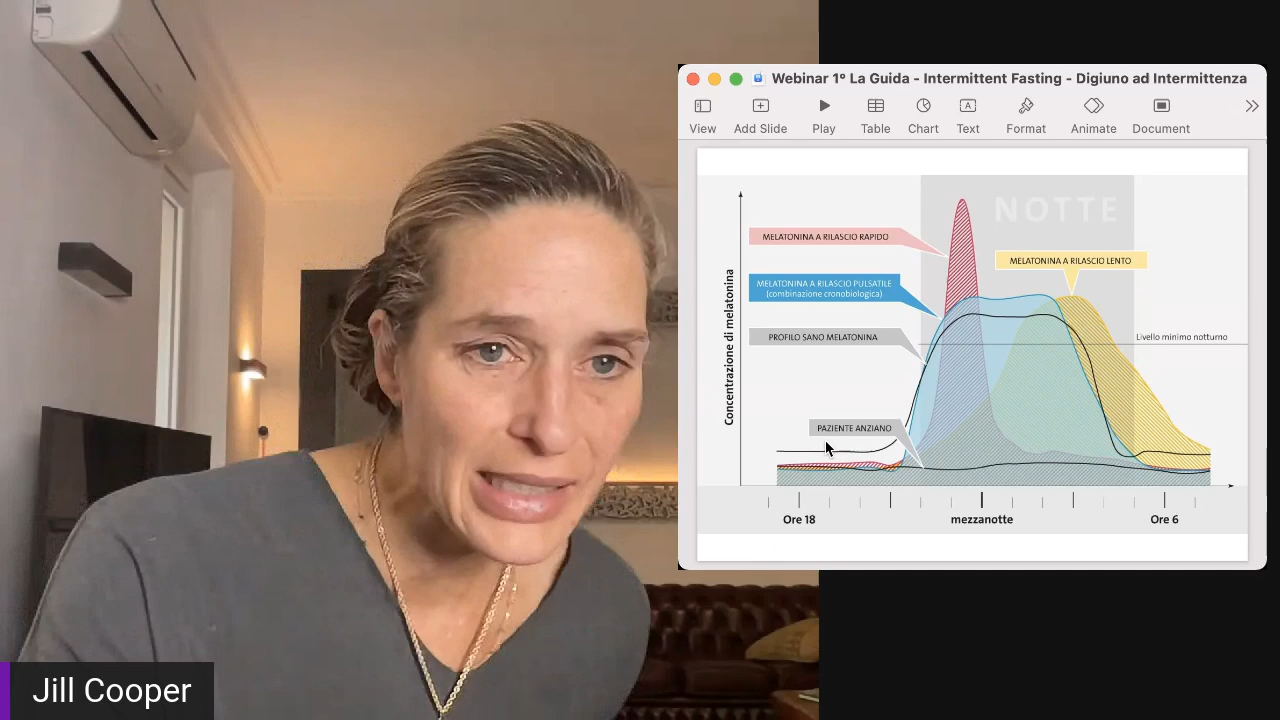 Webinar 1° La Guida - Intermittent Fasting - Digiuno ad Intermittenza
View Add Slide Play Table Chart Text Format Animate Document
NOTTE
MELATONINA A RILASCIO RAPIDO
MELATONINA A RILASCIO LENTO
MELATONINA A RILASCIO PULSATILE
(combinazione cronobiologica)
PROFILO SANO MELATONINA
Livello minimo notturno
Concentrazione di melatonina
PAZIENTE ANZIANO
Ore 18 mezzanotte Ore 6
Jill Cooper